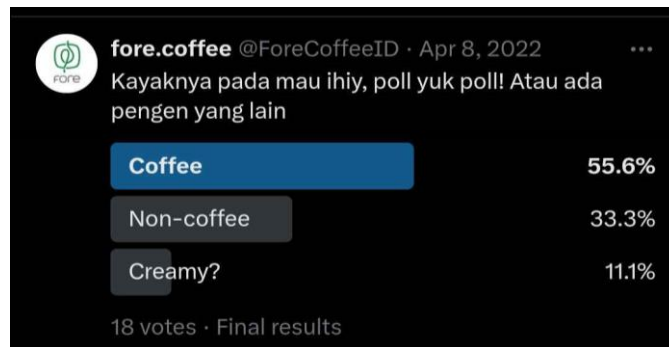 FORE
fore.coffee @ForeCoffeeID · Apr 8, 2022 ...
Kayaknya pada mau ihiy, poll yuk poll! Atau ada
pengen yang lain
Coffee 55.6%
Non-coffee 33.3%
Creamy? 11.1%
18 votes · Final results